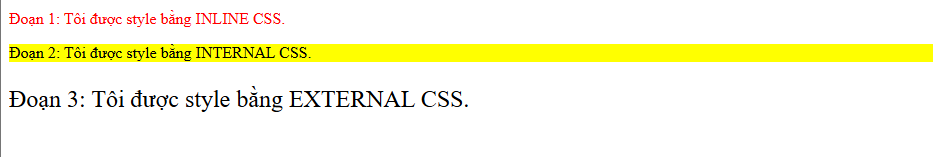 Đoạn 1: Tôi được style bằng INLINE CSS.
Đoạn 2: Tôi được style bằng INTERNAL CSS.
Đoạn 3: Tôi được style bằng EXTERNAL CSS.